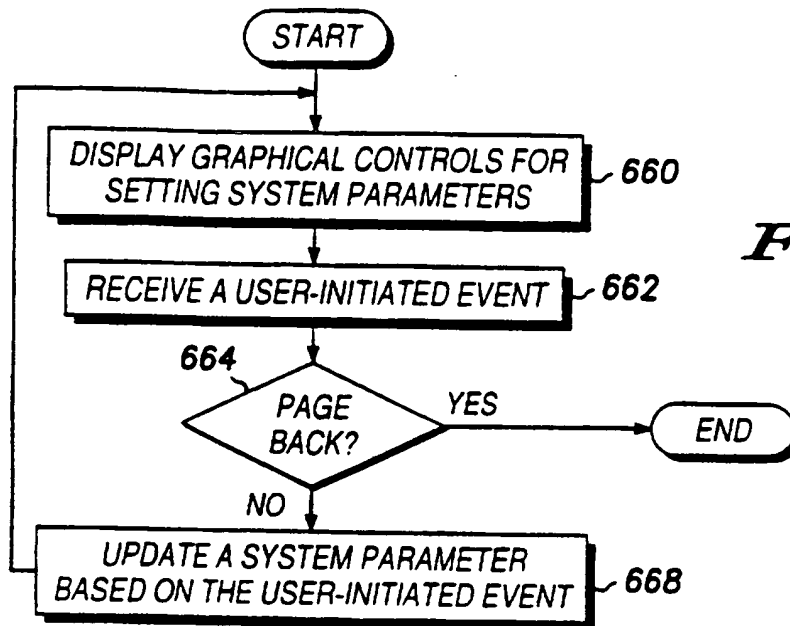 START
DISPLAY GRAPHICAL CONTROLS FOR
SETTING SYSTEM PARAMETERS
660
F
RECEIVE A USER-INITIATED EVENT
662
664
PAGE
BACK?
YES
END
NO
UPDATE A SYSTEM PARAMETER
BASED ON THE USER-INITIATED EVENT
668